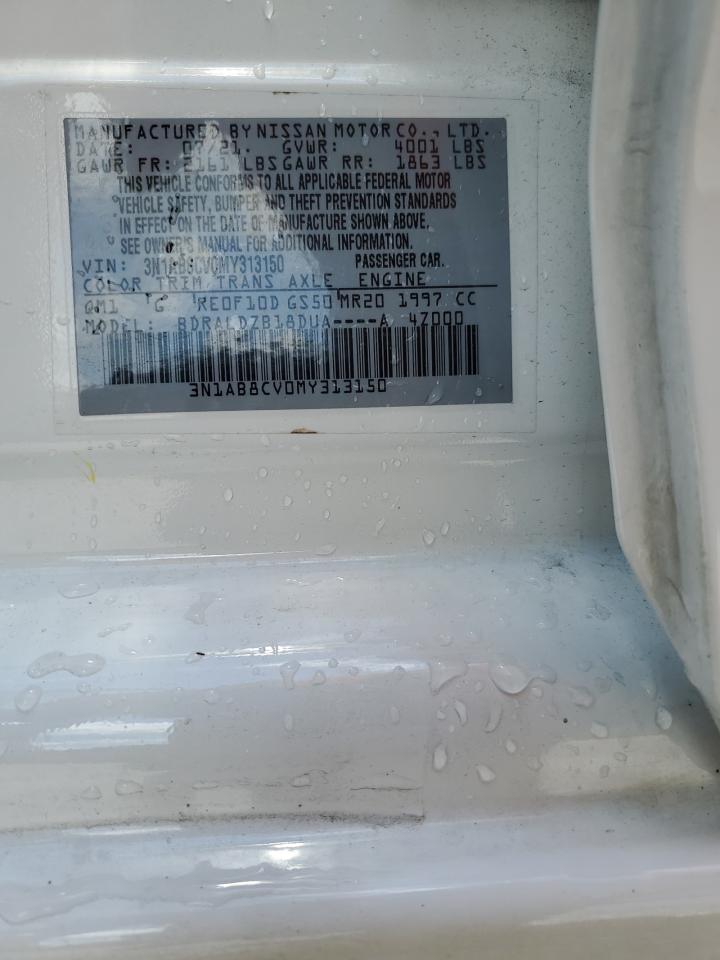 MANUFACTURED BY NISSAN MOTOR CO., LTD.
DATE: 07/21. GVWR: 4001 LBS
GAWR FR: 2161 LBS GAWR RR: 1863 LBS
THIS VEHICLE CONFORMS TO ALL APPLICABLE FEDERAL MOTOR
VEHICLE SAFETY, BUMPER AND THEFT PREVENTION STANDARDS
IN EFFECT ON THE DATE OF MANUFACTURE SHOWN ABOVE.
SEE OWNER'S MANUAL FOR ADDITIONAL INFORMATION.
VIN: 3N1AB8CV0MY313150 PASSENGER CAR.
COLOR TRIM TRANS AXLE ENGINE
QM1 G RE0F10D GS50 MR20 1997 CC
MODEL: BDRALDZB18DUA----A 4Z000
3N1AB8CV0MY313150